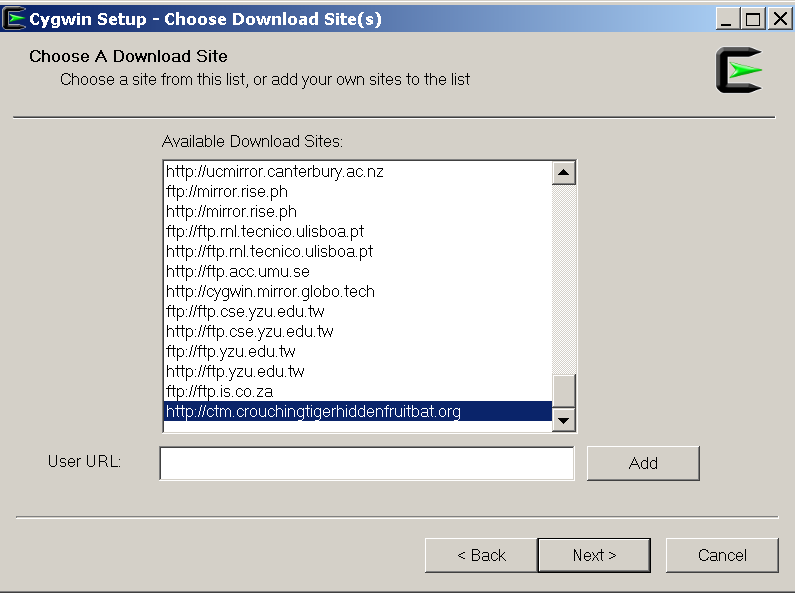 Cygwin Setup - Choose Download Site(s)
Choose A Download Site
Choose a site from this list, or add your own sites to the list
Available Download Sites:
http://ucmirror.canterbury.ac.nz
ftp://mirror.rise.ph
http://mirror.rise.ph
ftp://ftp.rnl.tecnico.ulisboa.pt
http://ftp.rnl.tecnico.ulisboa.pt
http://ftp.acc.umu.se
http://cygwin.mirror.globo.tech
ftp://ftp.cse.yzu.edu.tw
http://ftp.cse.yzu.edu.tw
ftp://ftp.yzu.edu.tw
http://ftp.yzu.edu.tw
ftp://ftp.is.co.za
http://ctm.crouchingtigerhiddenfruitbat.org
User URL:
Add
< Back
Next >
Cancel